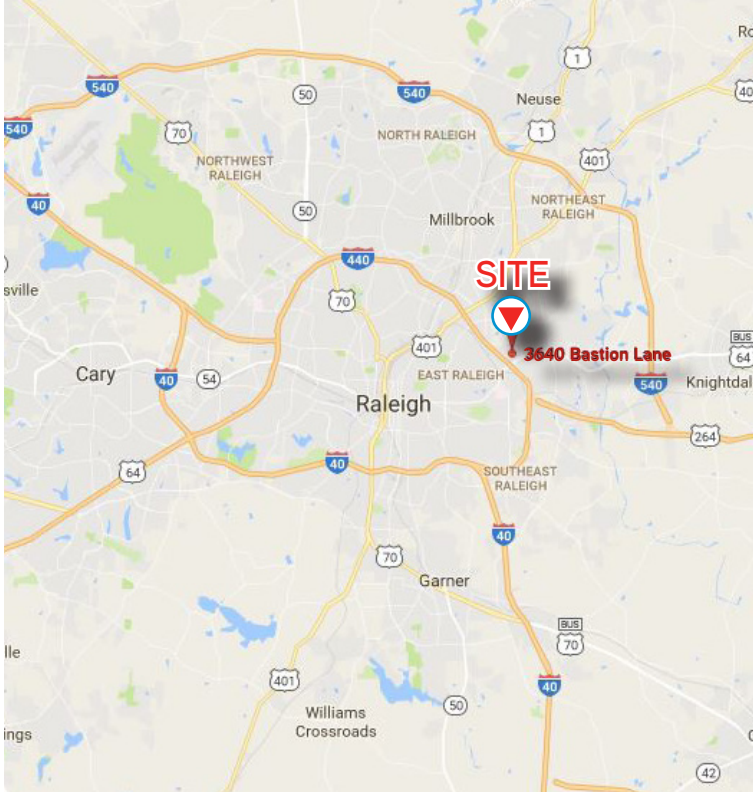 Ro
1
540
50
540
40
Neuse
540
1
70
NORTH RALEIGH
401
NORTHWEST
RALEIGH
NORTHEAST
RALEIGH
40
50
Millbrook
440
SITE
sville
70
BUS
64
401
3640 Bastion Lane
Cary
40
54
EAST RALEIGH
540
Knightdal
Raleigh
264
64
40
SOUTHEAST
RALEIGH
40
70
Garner
BUS
70
lle
401
40
50
Williams
Crossroads
ings
C
42